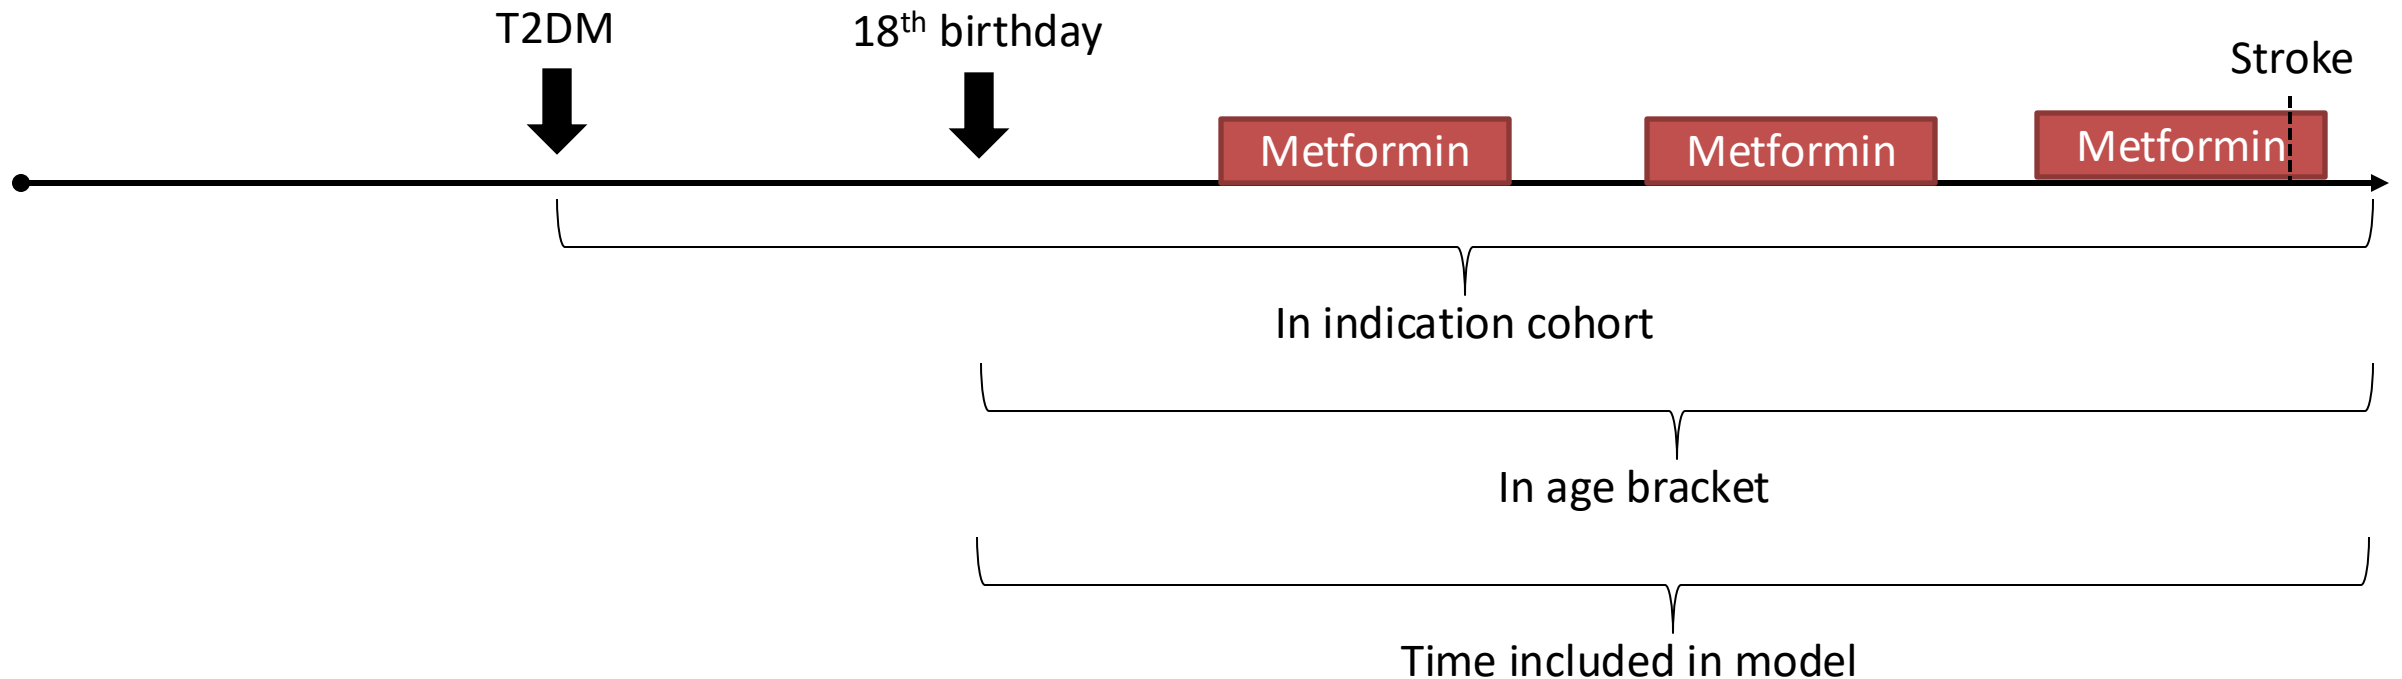 T2DM
18th birthday
Stroke
Metformin
Metformin
Metformin
In indication cohort
In age bracket
Time included in model